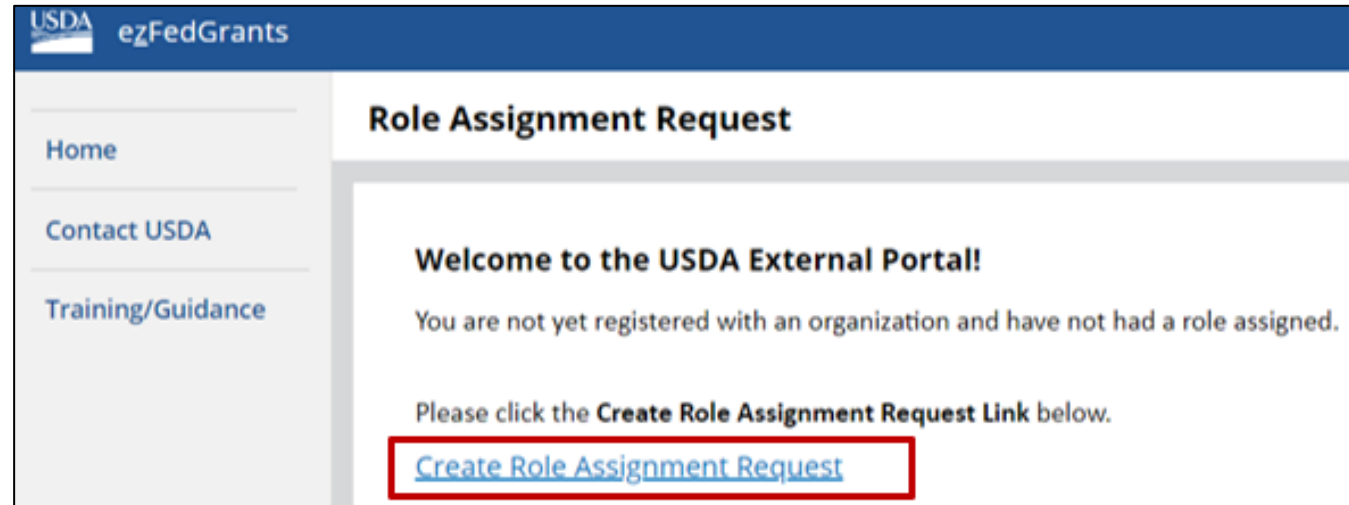 USDA
ezFedGrants
Home
Contact USDA
Training/Guidance
Role Assignment Request
Welcome to the USDA External Portal!
You are not yet registered with an organization and have not had a role assigned.
Please click the Create Role Assignment Request Link below.
Create Role Assignment Request